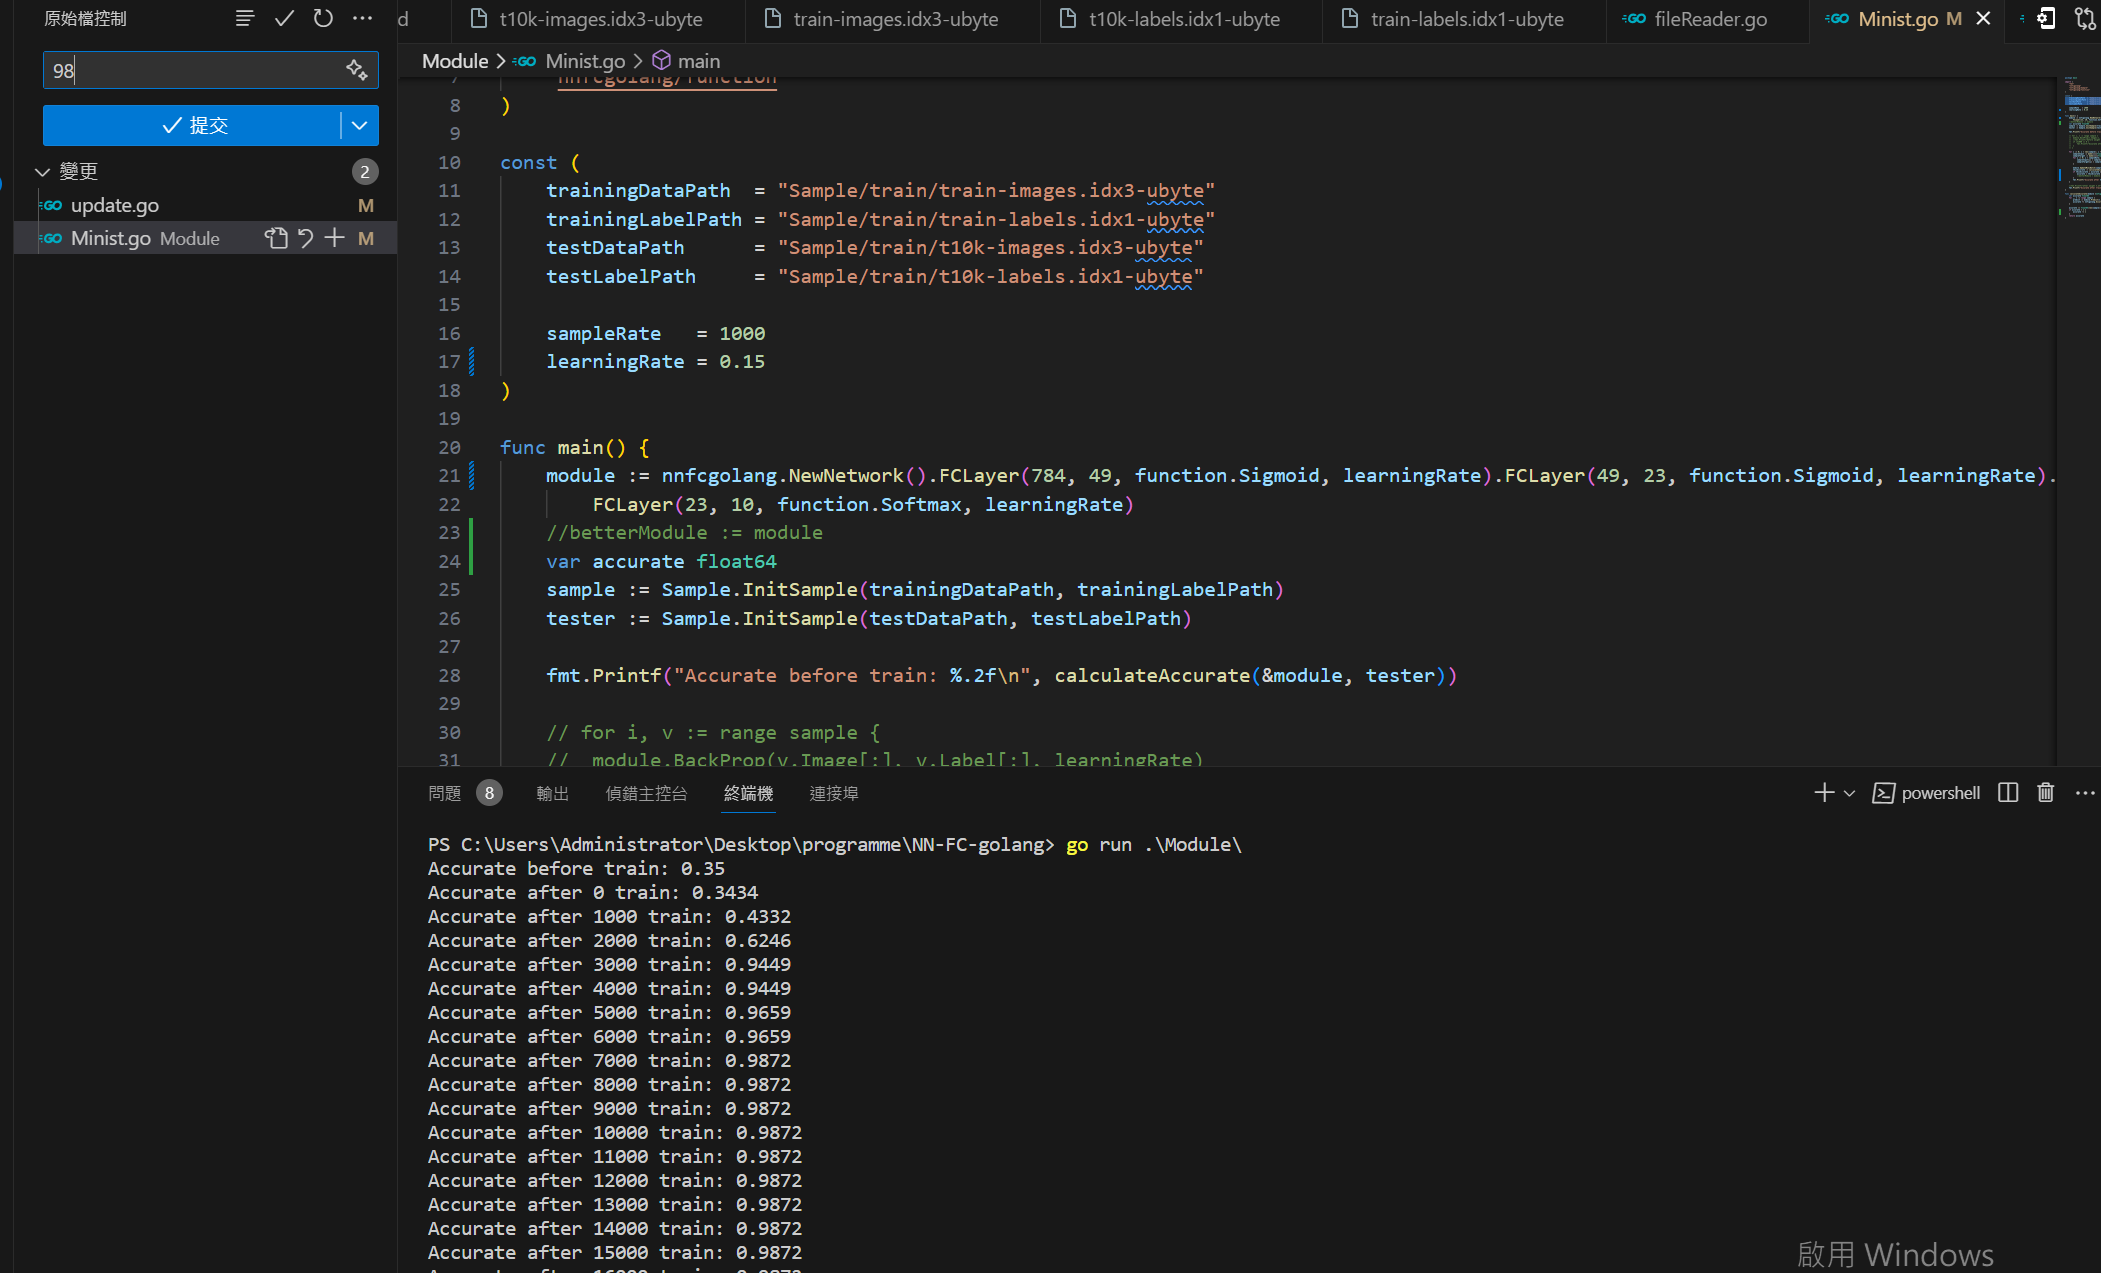 原始檔控制
98
提交
變更 2
update.go M
Minist.go Module M
d t10k-images.idx3-ubyte train-images.idx3-ubyte t10k-labels.idx1-ubyte train-labels.idx1-ubyte GO fileReader.go GO Minist.go M
Module > GO Minist.go > main
7 nnfcgolang/function
8 )
9
10 const (
11 trainingDataPath = "Sample/train/train-images.idx3-ubyte"
12 trainingLabelPath = "Sample/train/train-labels.idx1-ubyte"
13 testDataPath = "Sample/train/t10k-images.idx3-ubyte"
14 testLabelPath = "Sample/train/t10k-labels.idx1-ubyte"
15
16 sampleRate = 1000
17 learningRate = 0.15
18 )
19
20 func main() {
21 module := nnfcgolang.NewNetwork().FCLayer(784, 49, function.Sigmoid, learningRate).FCLayer(49, 23, function.Sigmoid, learningRate).
22 FCLayer(23, 10, function.Softmax, learningRate)
23 //betterModule := module
24 var accurate float64
25 sample := Sample.InitSample(trainingDataPath, trainingLabelPath)
26 tester := Sample.InitSample(testDataPath, testLabelPath)
27
28 fmt.Printf("Accurate before train: %.2f\n", calculateAccurate(&module, tester))
29
30 // for i, v := range sample {
31 // module.BackProp(v.Image[:], v.Label[:], learningRate)
問題 8 輸出 偵錯主控台 終端機 連接埠 powershell
PS C:\Users\Administrator\Desktop\programme\NN-FC-golang> go run .\Module\
Accurate before train: 0.35
Accurate after 0 train: 0.3434
Accurate after 1000 train: 0.4332
Accurate after 2000 train: 0.6246
Accurate after 3000 train: 0.9449
Accurate after 4000 train: 0.9449
Accurate after 5000 train: 0.9659
Accurate after 6000 train: 0.9659
Accurate after 7000 train: 0.9872
Accurate after 8000 train: 0.9872
Accurate after 9000 train: 0.9872
Accurate after 10000 train: 0.9872
Accurate after 11000 train: 0.9872
Accurate after 12000 train: 0.9872
Accurate after 13000 train: 0.9872
Accurate after 14000 train: 0.9872
Accurate after 15000 train: 0.9872
啟用 Windows